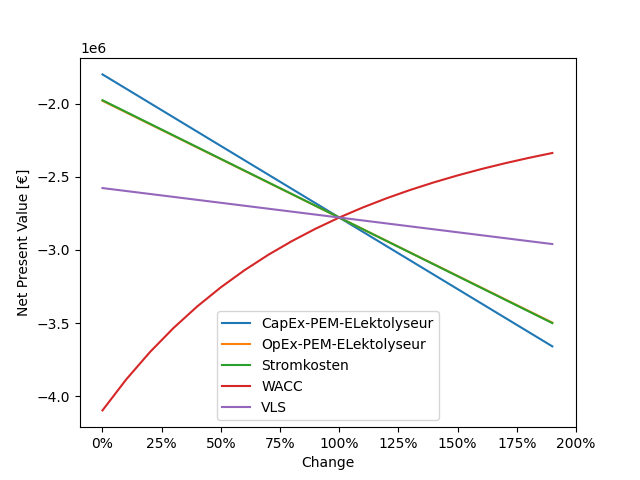 1e6
−2.0
−2.5
−3.0
−3.5
−4.0
Net Present Value [€]
CapEx-PEM-ELektolyseur
OpEx-PEM-ELektolyseur
Stromkosten
WACC
VLS
0% 25% 50% 75% 100% 125% 150% 175% 200%
Change